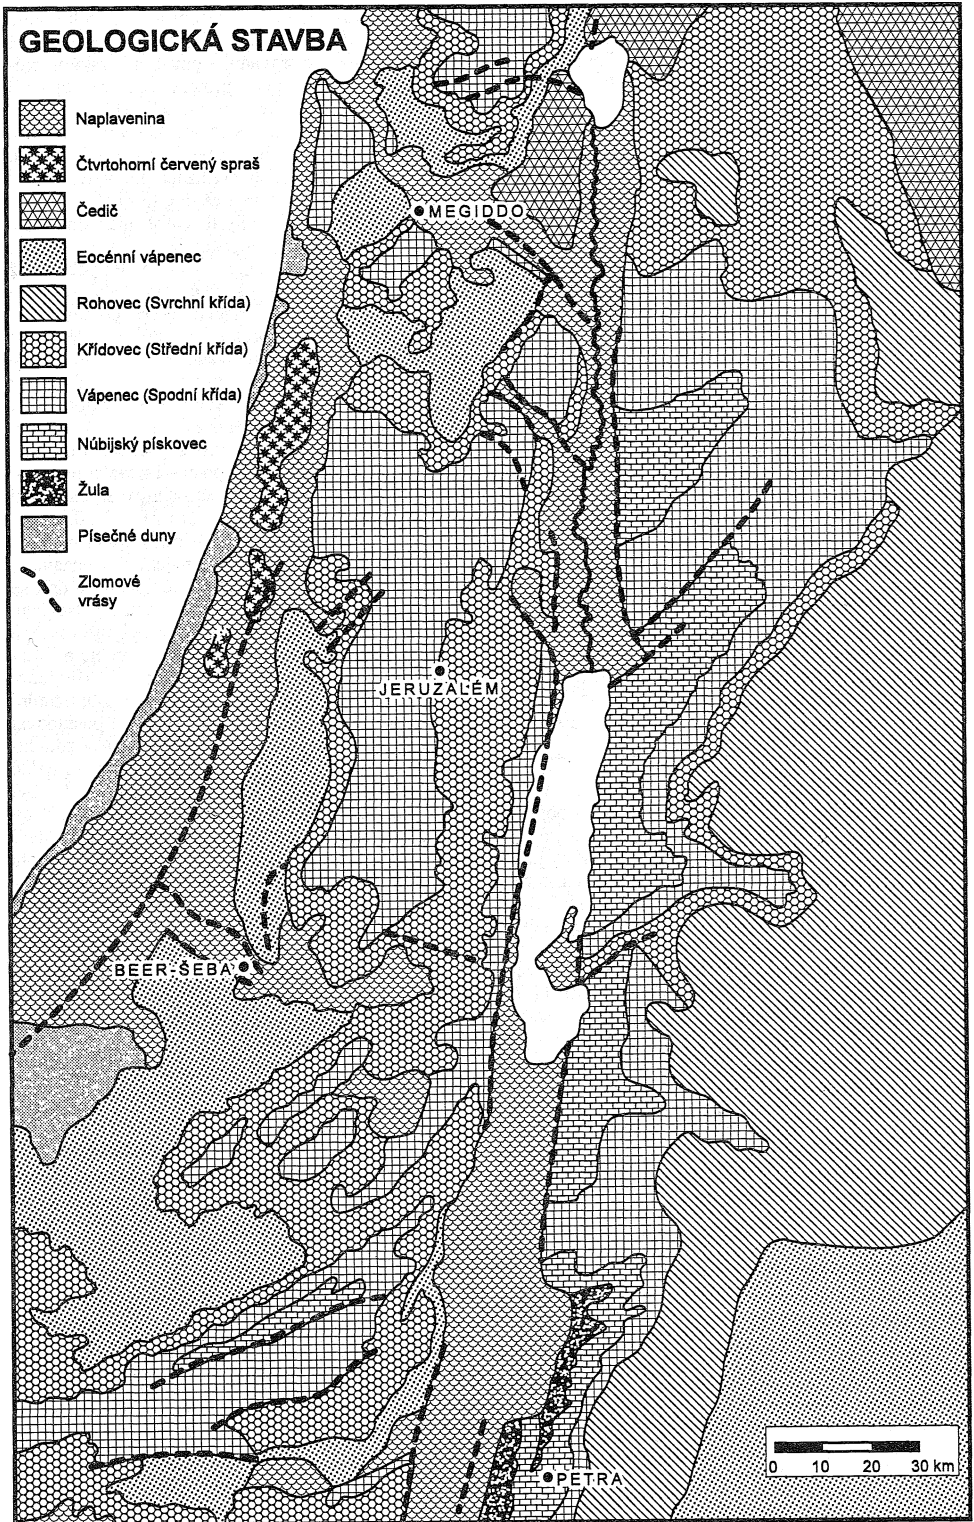 GEOLOGICKÁ STAVBA
Naplavenina
Čtvrtohorní červený spraš
Čedič
Eocénní vápenec
Rohovec (Svrchní křída)
Křídovec (Střední křída)
Vápenec (Spodní křída)
Núbijský pískovec
Žula
Písečné duny
Zlomové
vrásy
MEGIDDO
JERUZALÉM
BEER-ŠEBA
PETRA
0 10 20 30 km